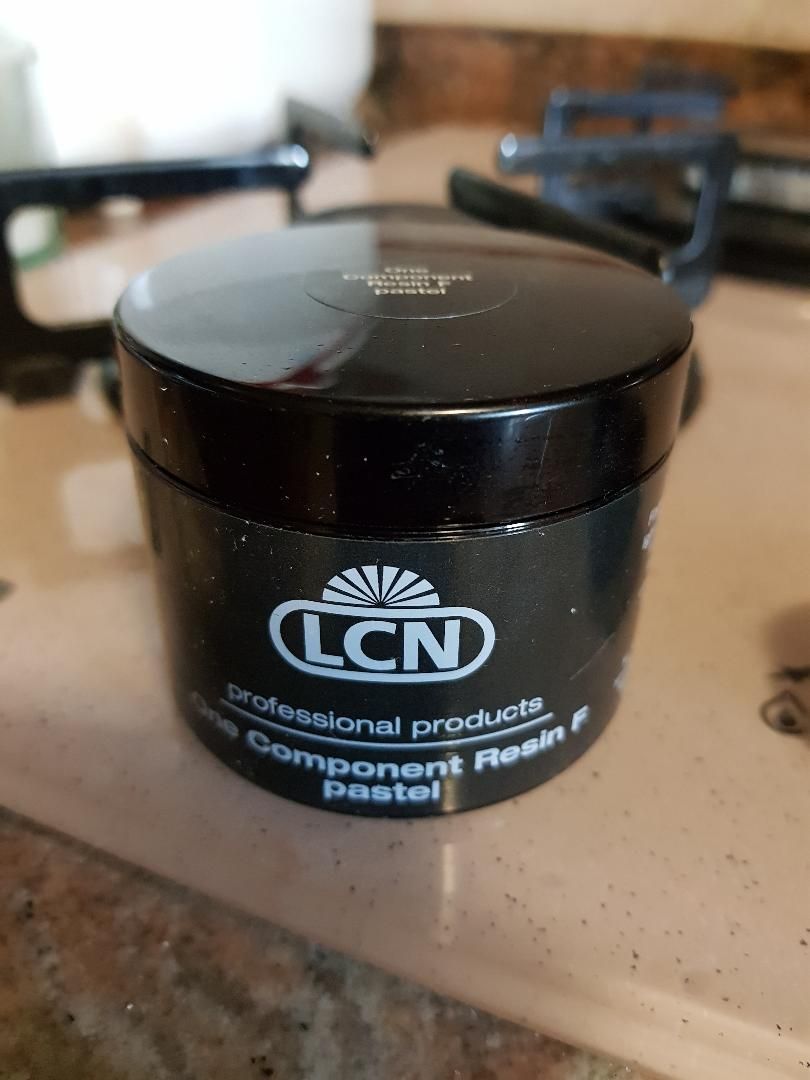 One
Component
Resin F
pastel
LCN
professional products
One Component Resin F
pastel